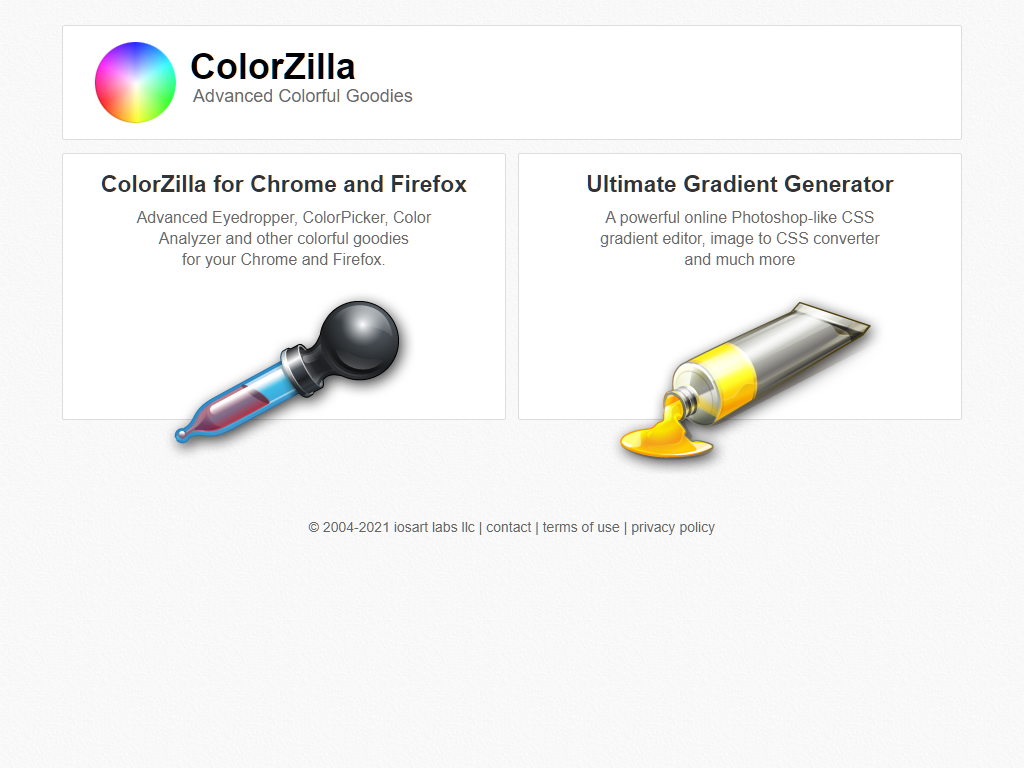 ColorZilla
Advanced Colorful Goodies
ColorZilla for Chrome and Firefox
Advanced Eyedropper, ColorPicker, Color
Analyzer and other colorful goodies
for your Chrome and Firefox.
Ultimate Gradient Generator
A powerful online Photoshop-like CSS
gradient editor, image to CSS converter
and much more
© 2004-2021 iosart labs llc | contact | terms of use | privacy policy